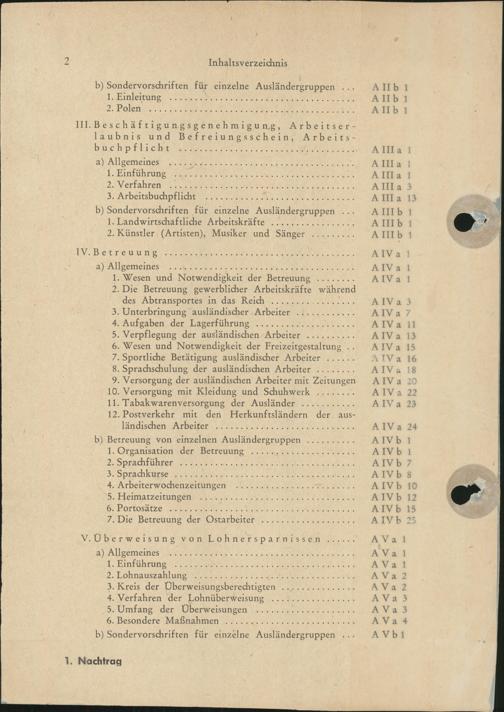 2
Inhaltsverzeichnis
b) Sondervorschriften für einzelne Ausländergruppen ... A II b 1
1. Einleitung .................................. A II b 1
2. Polen ...................................... A II b 1
III. Beschäftigungsgenehmigung, Arbeitser-
laubnis und Befreiungsschein, Arbeits-
buchpflicht .................................. A III a 1
a) Allgemeines .................................. A III a 1
1. Einführung .................................. A III a 1
2. Verfahren ................................... A III a 3
3. Arbeitsbuchpflicht ............................ A III a 13
b) Sondervorschriften für einzelne Ausländergruppen ... A III b 1
1. Landwirtschaftliche Arbeitskräfte ................ A III b 1
2. Künstler (Artisten), Musiker und Sänger ........ A III b 1
IV. Betreuung ...................................... A IV a 1
a) Allgemeines .................................. A IV a 1
1. Wesen und Notwendigkeit der Betreuung ....... A IV a 1
2. Die Betreuung gewerblicher Arbeitskräfte während
des Abtransportes in das Reich ............... A IV a 3
3. Unterbringung ausländischer Arbeiter ........... A IV a 7
4. Aufgaben der Lagerführung .................. A IV a 11
5. Verpflegung der ausländischen Arbeiter ......... A IV a 13
6. Wesen und Notwendigkeit der Freizeitgestaltung .. A IV a 15
7. Sportliche Betätigung ausländischer Arbeiter ...... A IV a 16
8. Sprachschulung der ausländischen Arbeiter ....... A IV a 18
9. Versorgung der ausländischen Arbeiter mit Zeitungen A IV a 20
10. Versorgung mit Kleidung und Schuhwerk ....... A IV a 22
11. Tabakwarenversorgung der Ausländer .......... A IV a 23
12. Postverkehr mit den Herkunftsländern der aus-
ländischen Arbeiter .......................... A IV a 24
b) Betreuung von einzelnen Ausländergruppen ......... A IV b 1
1. Organisation der Betreuung ................... A IV b 1
2. Sprachführer ................................ A IV b 7
3. Sprachkurse ................................. A IV b 8
4. Arbeiterwochenzeitungen ...................... A IV b 10
5. Heimatzeitungen ............................. A IV b 12
6. Portosätze ................................... A IV b 15
7. Die Betreuung der Ostarbeiter ................. A IV b 25
V. Überweisung von Lohnersparnissen ...... A V a 1
a) Allgemeines .................................. A V a 1
1. Einführung .................................. A V a 1
2. Lohnauszahlung .............................. A V a 2
3. Kreis der Überweisungsberechtigten ............. A V a 2
4. Verfahren der Lohnüberweisung ................ A V a 3
5. Umfang der Überweisungen ................... A V a 3
6. Besondere Maßnahmen ........................ A V a 4
b) Sondervorschriften für einzelne Ausländergruppen ... A V b 1
1. Nachtrag